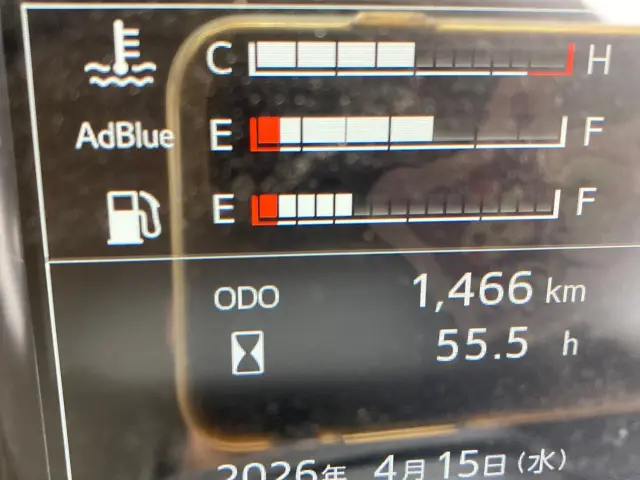 C H
AdBlue E F
E F
ODO 1,466 km
55.5 h
2026年 4月 15日 (水)